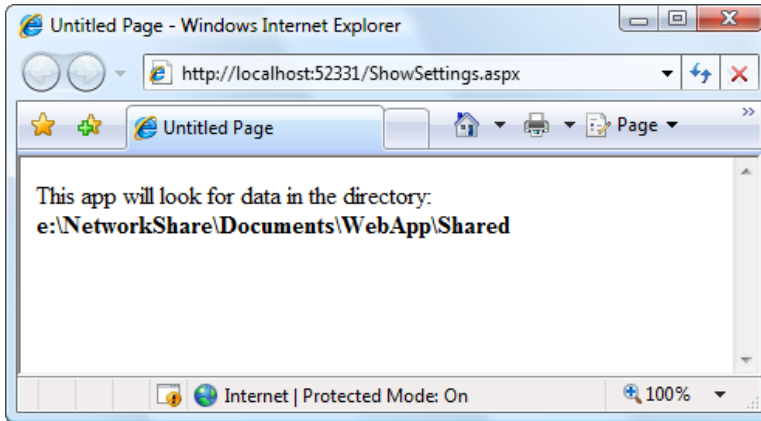 Untitled Page - Windows Internet Explorer
http://localhost:52331/ShowSettings.aspx
Untitled Page
Page
This app will look for data in the directory:
e:\NetworkShare\Documents\WebApp\Shared
Internet | Protected Mode: On
100%